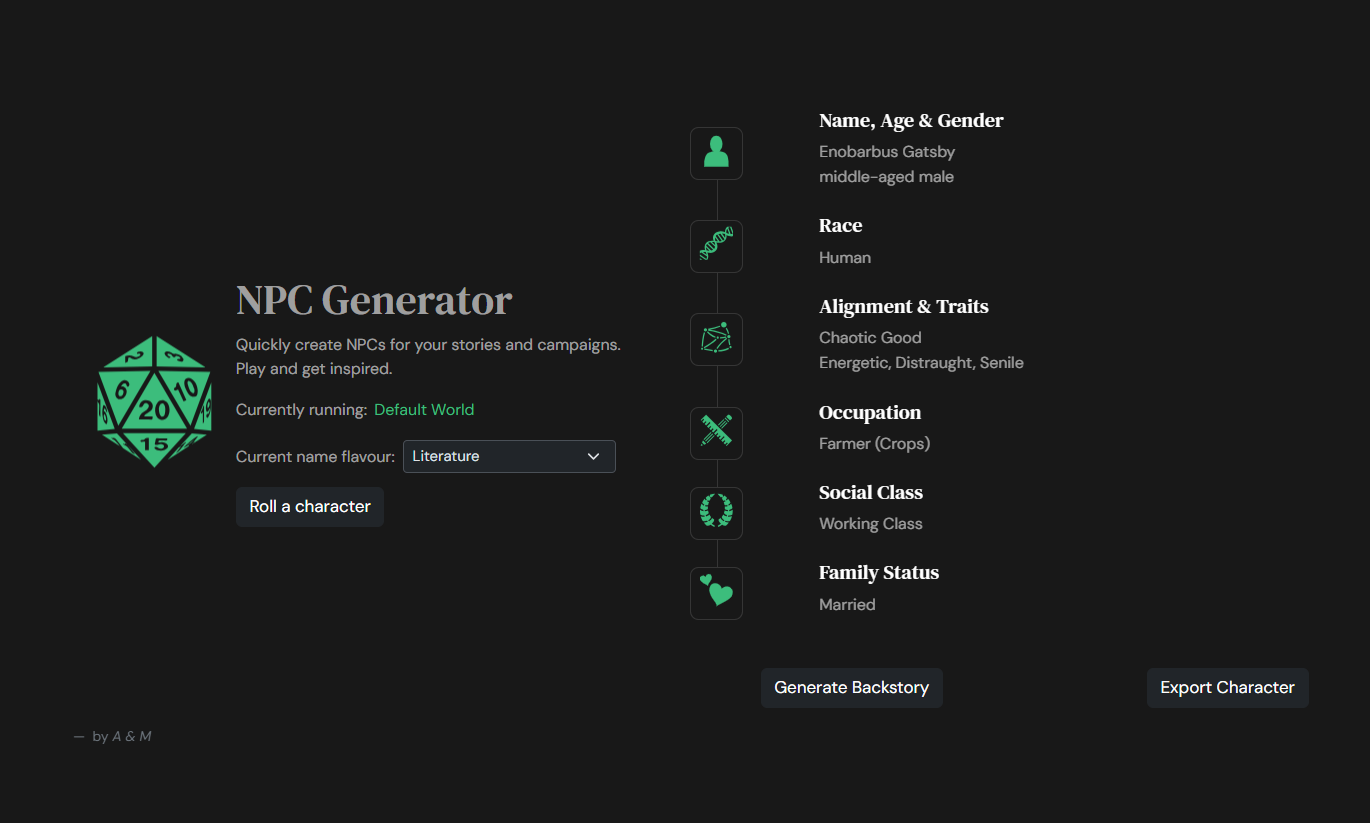 NPC Generator
Quickly create NPCs for your stories and campaigns.
Play and get inspired.
Currently running: Default World
Current name flavour: Literature
Roll a character
2
3
6
10
16
20
19
15
Name, Age & Gender
Enobarbus Gatsby
middle-aged male
Race
Human
Alignment & Traits
Chaotic Good
Energetic, Distraught, Senile
Occupation
Farmer (Crops)
Social Class
Working Class
Family Status
Married
Generate Backstory
Export Character
— by A & M